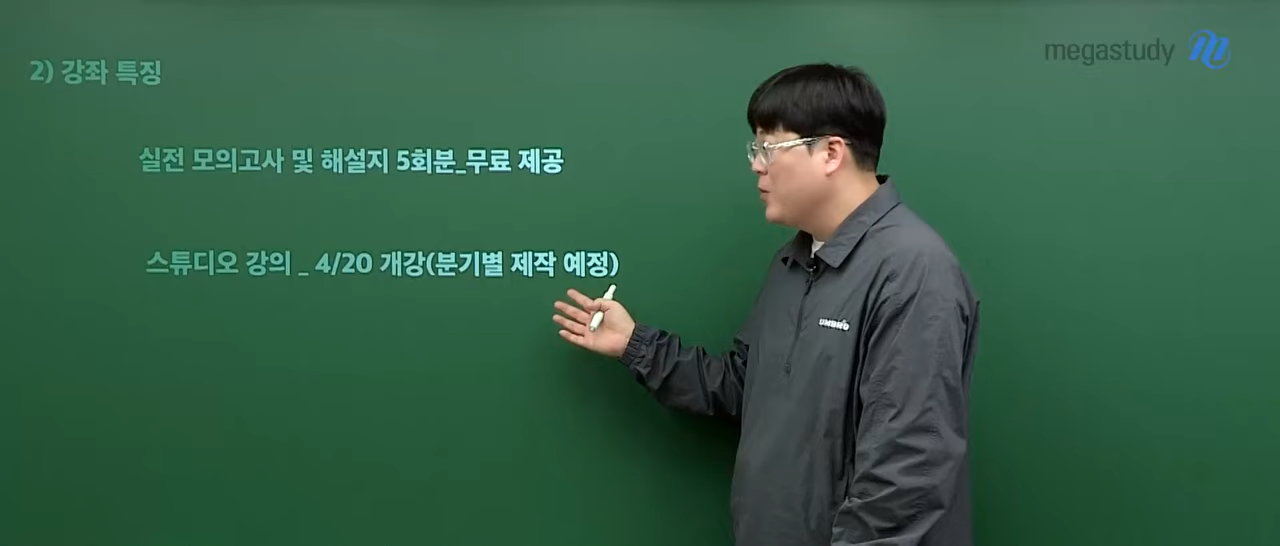 megastudy
2) 강좌 특징
실전 모의고사 및 해설지 5회분_무료 제공
스튜디오 강의 _ 4/20 개강(분기별 제작 예정)